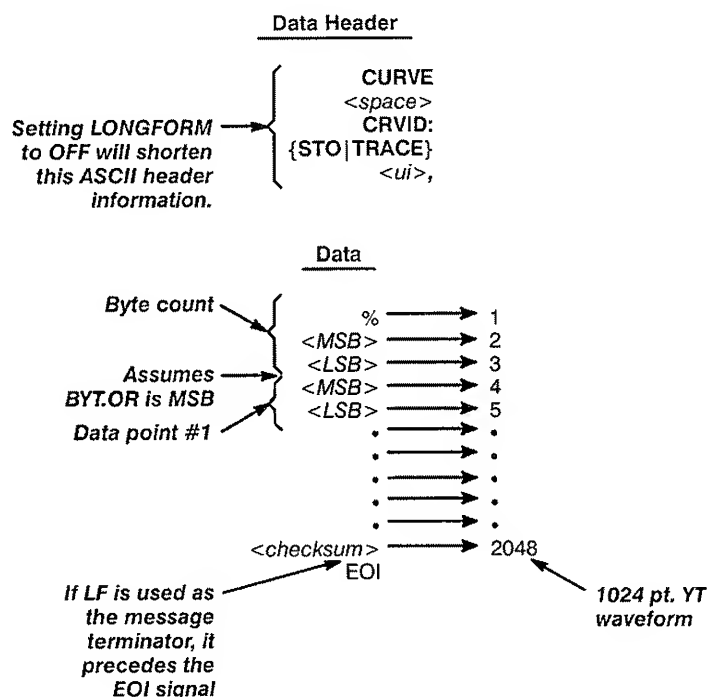 Data Header
CURVE
<space>
CRVID:
{STO|TRACE}
<ui>,
Setting LONGFORM
to OFF will shorten
this ASCII header
information.
Data
Byte count
Assumes
BYT.OR is MSB
Data point #1
% 1
<MSB> 2
<LSB> 3
<MSB> 4
<LSB> 5
<checksum> 2048
EOI
If LF is used as
the message
terminator, it
precedes the
EOI signal
1024 pt. YT
waveform